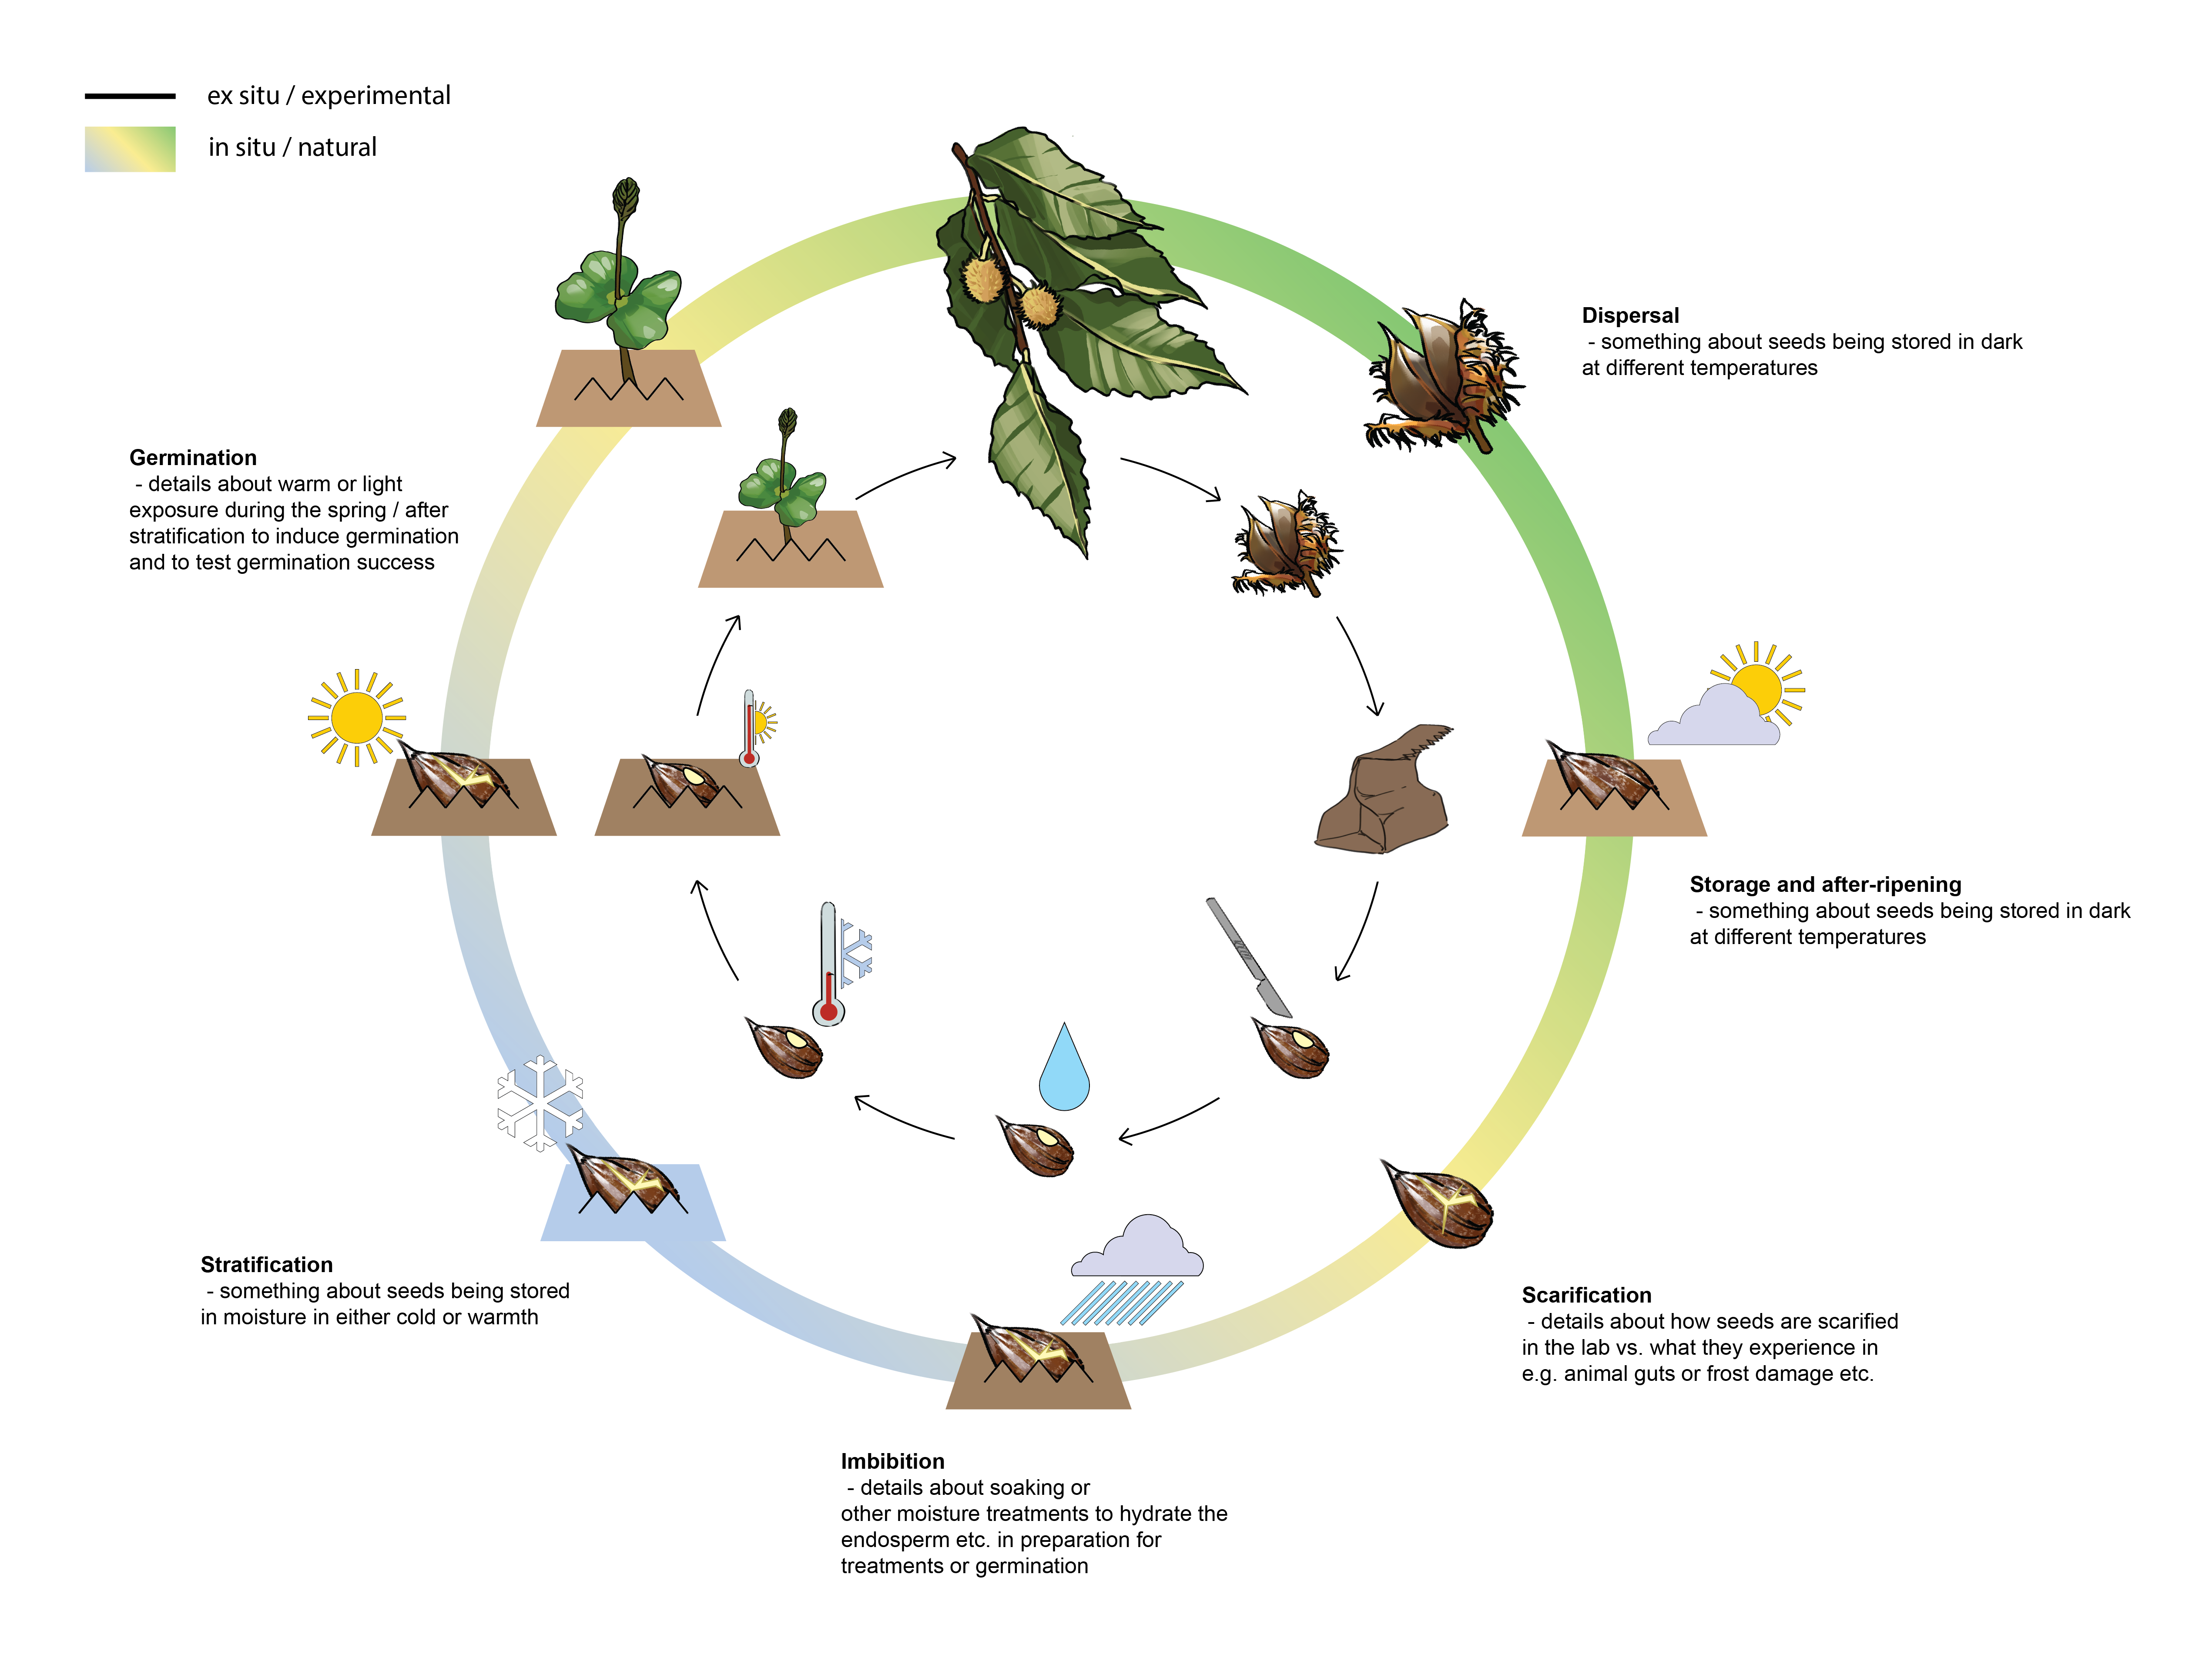 ex situ / experimental
in situ / natural
Dispersal
- something about seeds being stored in dark
at different temperatures
Germination
- details about warm or light
exposure during the spring / after
stratification to induce germination
and to test germination success
Storage and after-ripening
- something about seeds being stored in dark
at different temperatures
Stratification
- something about seeds being stored
in moisture in either cold or warmth
Scarification
- details about how seeds are scarified
in the lab vs. what they experience in
e.g. animal guts or frost damage etc.
Imbibition
- details about soaking or
other moisture treatments to hydrate the
endosperm etc. in preparation for
treatments or germination